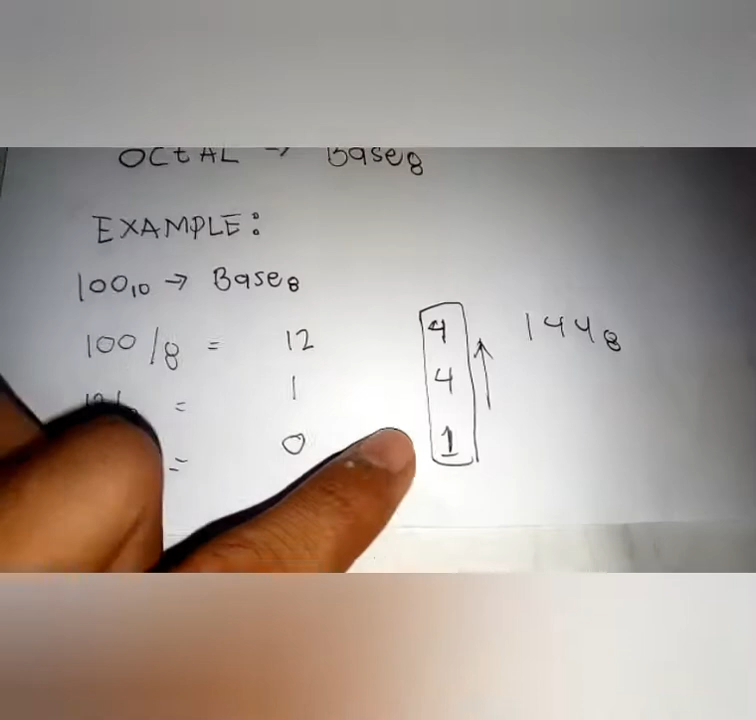 OCtAL → Base₈
EXAMPLE:
100₁₀ → Base₈
100/8 = 12 4 144₈
= 1 4
= 0 1